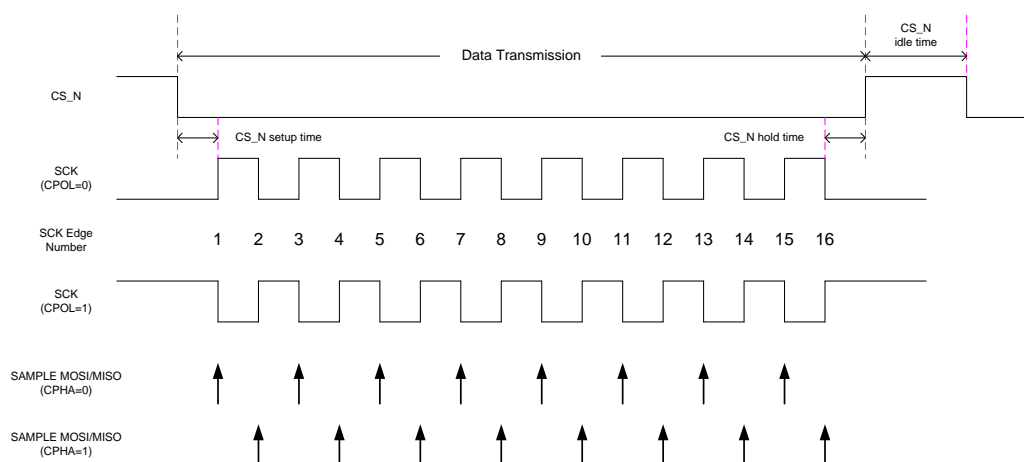 CS_N
idle time
Data Transmission
CS_N
CS_N setup time
CS_N hold time
SCK
(CPOL=0)
SCK Edge
Number
1 2 3 4 5 6 7 8 9 10 11 12 13 14 15 16
SCK
(CPOL=1)
SAMPLE MOSI/MISO
(CPHA=0)
SAMPLE MOSI/MISO
(CPHA=1)